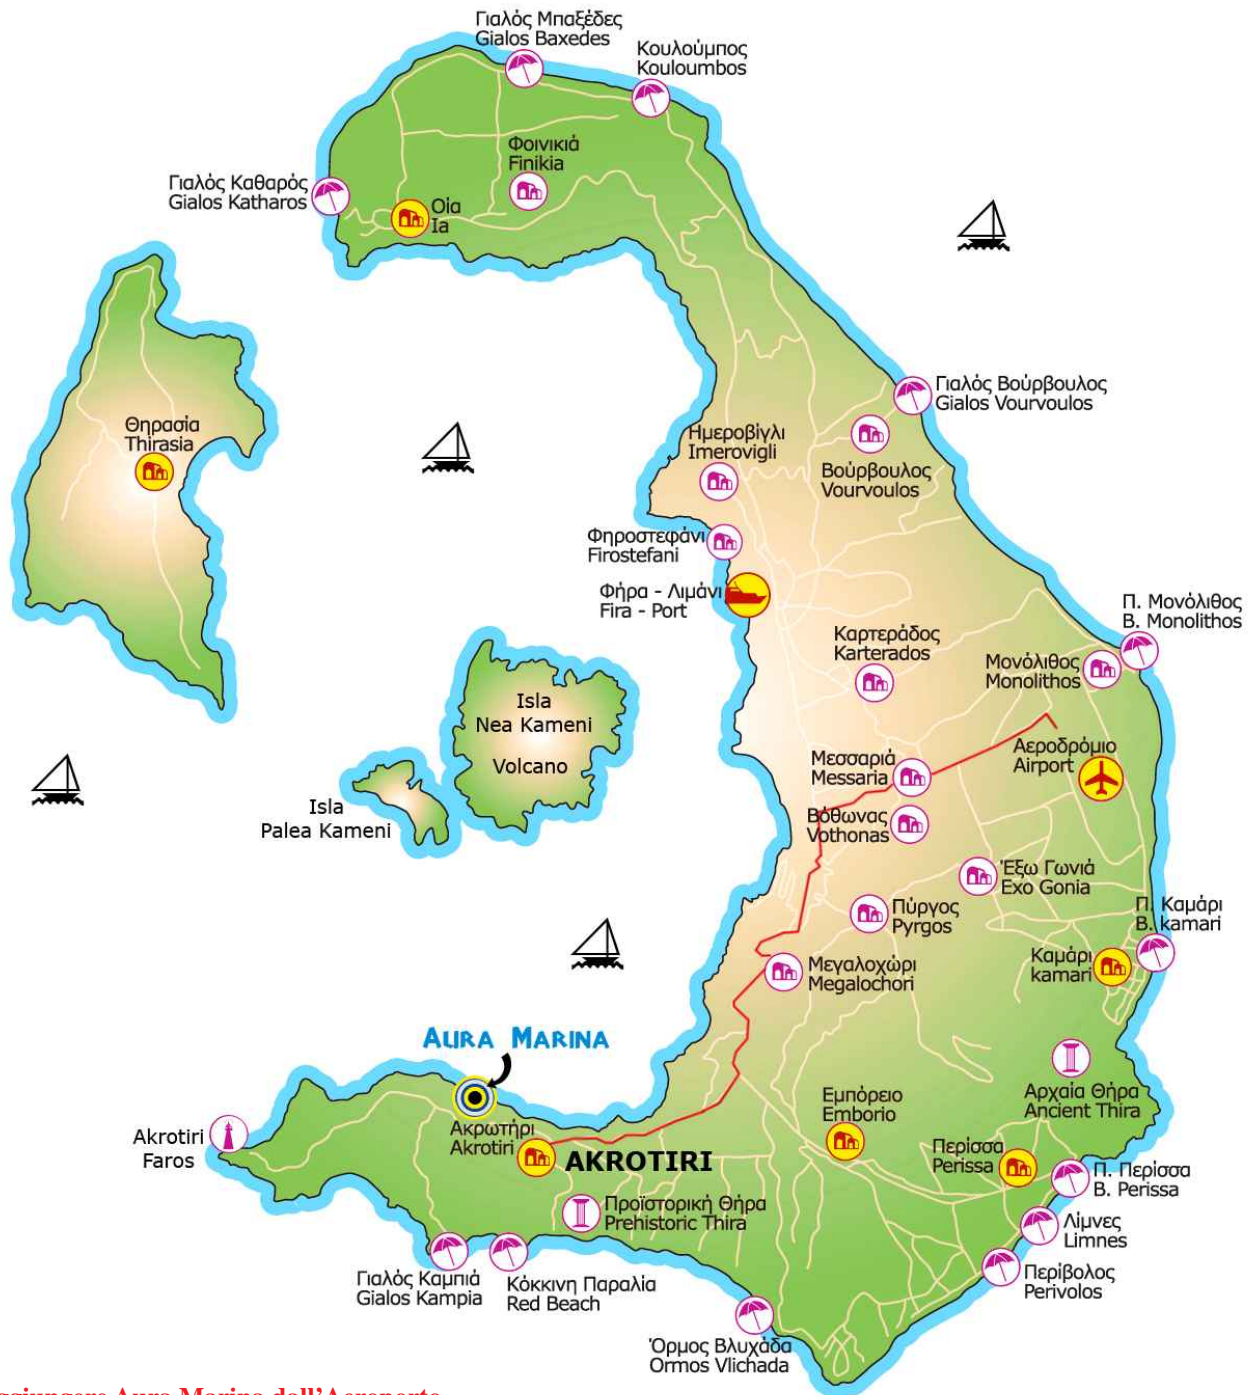 Γιαλός Μπαξέδες
Gialos Baxedes
Κουλούμπος
Kouloumbos
Φοινικιά
Finikia
Γιαλός Καθαρός
Gialos Katharos
Οία
Ia
Γιαλός Βούρβουλος
Gialos Vourvoulos
Θηρασία
Thirasia
Ημεροβίγλι
Imerovigli
Βούρβουλος
Vourvoulos
Φηροστεφάνι
Firostefani
Φήρα - Λιμάνι
Fira - Port
Π. Μονόλιθος
B. Monolithos
Καρτεράδος
Karterados
Μονόλιθος
Monolithos
Isla
Nea Kameni
Volcano
Αεροδρόμιο
Airport
Μεσσαριά
Messaria
Isla
Palea Kameni
Βόθωνας
Vothonas
Έξω Γωνιά
Exo Gonia
Πύργος
Pyrgos
Π. Καμάρι
B. kamari
Καμάρι
kamari
Μεγαλοχώρι
Megalochori
AURA MARINA
Αρχαία Θήρα
Ancient Thira
Εμπόρειο
Emborio
Ακρωτήρι
Akrotiri
AKROTIRI
Akrotiri
Faros
Περίσσα
Perissa
Π. Περίσσα
B. Perissa
Προϊστορική Θήρα
Prehistoric Thira
Λίμνες
Limnes
Γιαλός Καμπιά
Gialos Kampia
Κόκκινη Παραλία
Red Beach
Περίβολος
Perivolos
Όρμος Βλυχάδα
Ormos Vlichada
Aura Marina dall'Aereporto